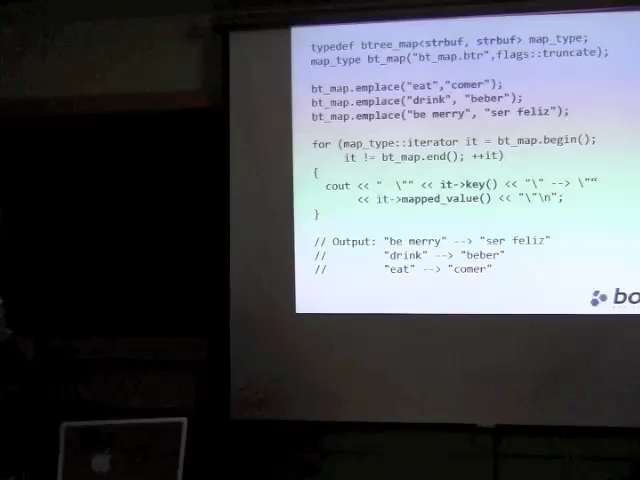 typedef btree_map<strbuf, strbuf> map_type;
map_type bt_map("bt_map.btr",flags::truncate);
bt_map.emplace("eat","comer");
bt_map.emplace("drink", "beber");
bt_map.emplace("be merry", "ser feliz");
for (map_type::iterator it = bt_map.begin();
it != bt_map.end(); ++it)
{
cout << "  \"" << it->key() << "\" --> \"“
<< it->mapped_value() << "\"\n";
}
// Output: "be merry" --> "ser feliz"
//         "drink" --> "beber"
//         "eat" --> "comer"
bo